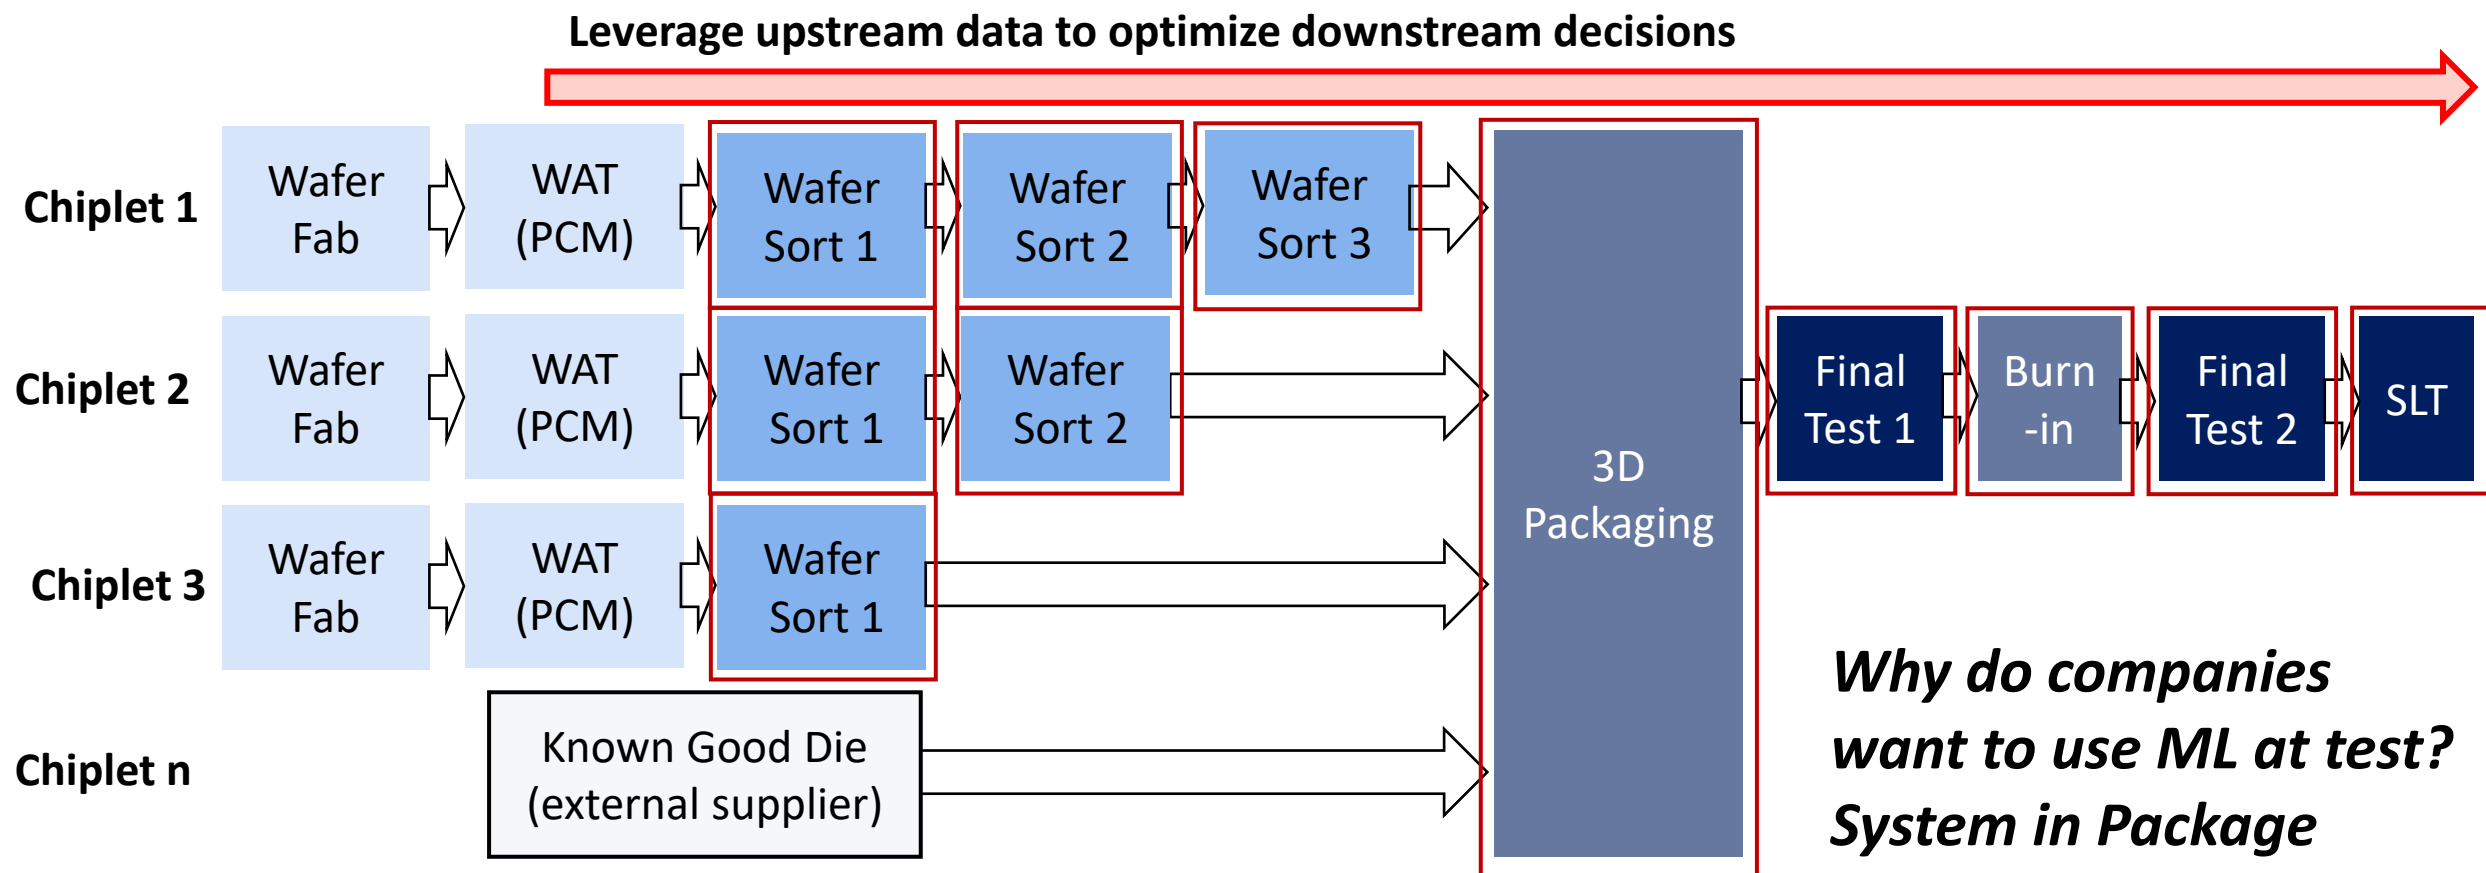 Leverage upstream data to optimize downstream decisions
Chiplet 1
Wafer
Fab
WAT
(PCM)
Wafer
Sort 1
Wafer
Sort 2
Wafer
Sort 3
Chiplet 2
Wafer
Fab
WAT
(PCM)
Wafer
Sort 1
Wafer
Sort 2
Chiplet 3
Wafer
Fab
WAT
(PCM)
Wafer
Sort 1
Chiplet n
Known Good Die
(external supplier)
3D
Packaging
Final
Test 1
Burn
-in
Final
Test 2
SLT
Why do companies
want to use ML at test?
System in Package